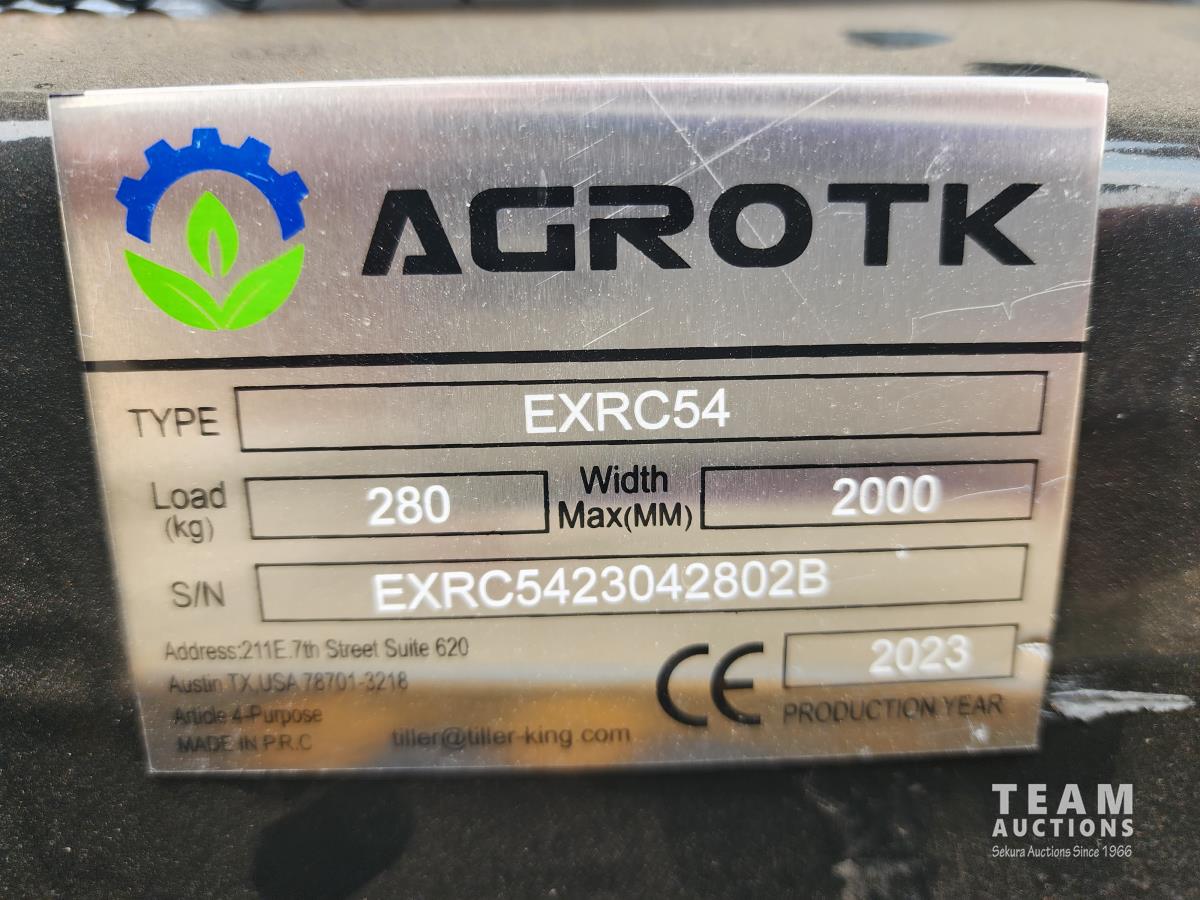 AGROTK
TYPE EXRC54
Load (kg) 280 Width Max(MM) 2000
S/N EXRC5423042802B
Address:211E.7th Street Suite 620
Austin TX,USA 78701-3218
Article 4-Purpose
MADE IN P.R.C
tiller@tiller-king.com
CE 2023
PRODUCTION YEAR
TEAM
AUCTIONS
Sekura Auctions Since 1966